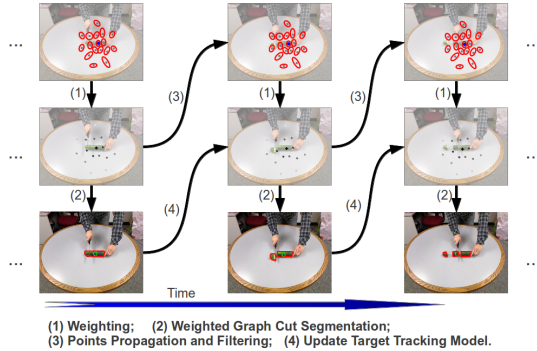 (1) (3) (1) (3) (1)
(2) (4) (2) (4) (2)
Time
(1) Weighting; (2) Weighted Graph Cut Segmentation;
(3) Points Propagation and Filtering; (4) Update Target Tracking Model.